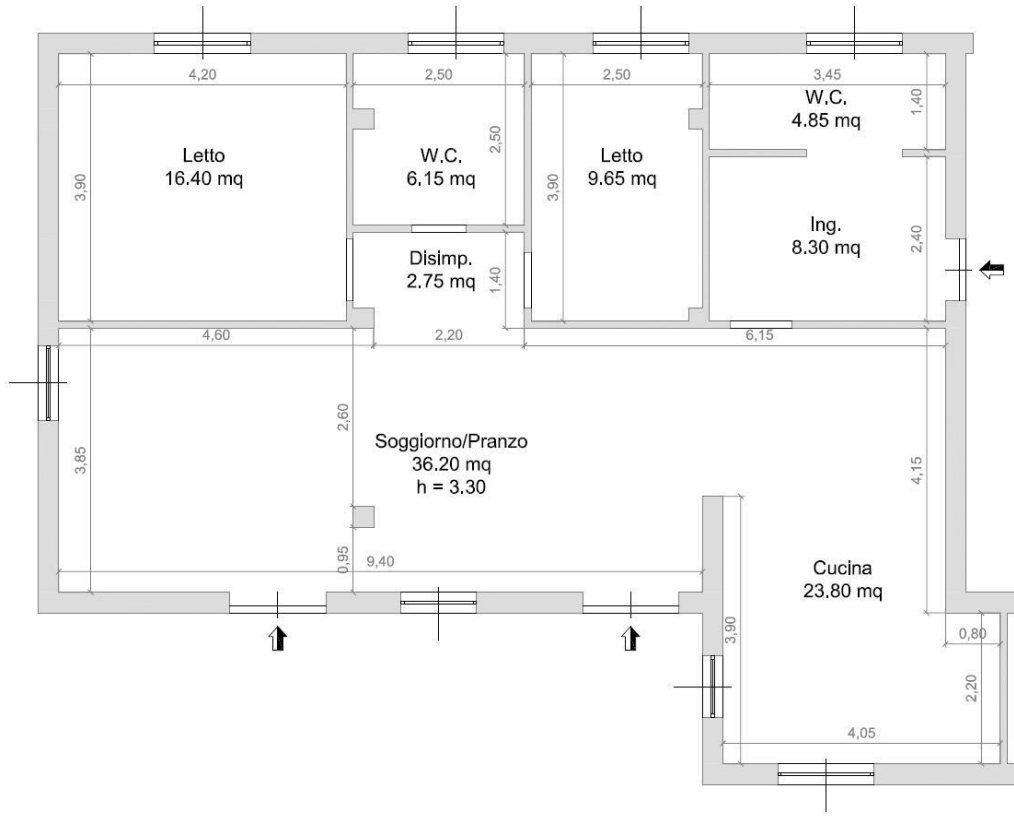 4,20
2,50
2,50
3,45
W.C.
4.85 mq
1,40
Letto
16.40 mq
3,90
W.C.
6.15 mq
2,50
Letto
9.65 mq
3,90
Ing.
8.30 mq
2,40
Disimp.
2.75 mq
1,40
4,60
2,20
6,15
3,85
2,60
Soggiorno/Pranzo
36.20 mq
h = 3.30
4,15
0,95
9,40
Cucina
23.80 mq
3,90
0,80
2,20
4,05